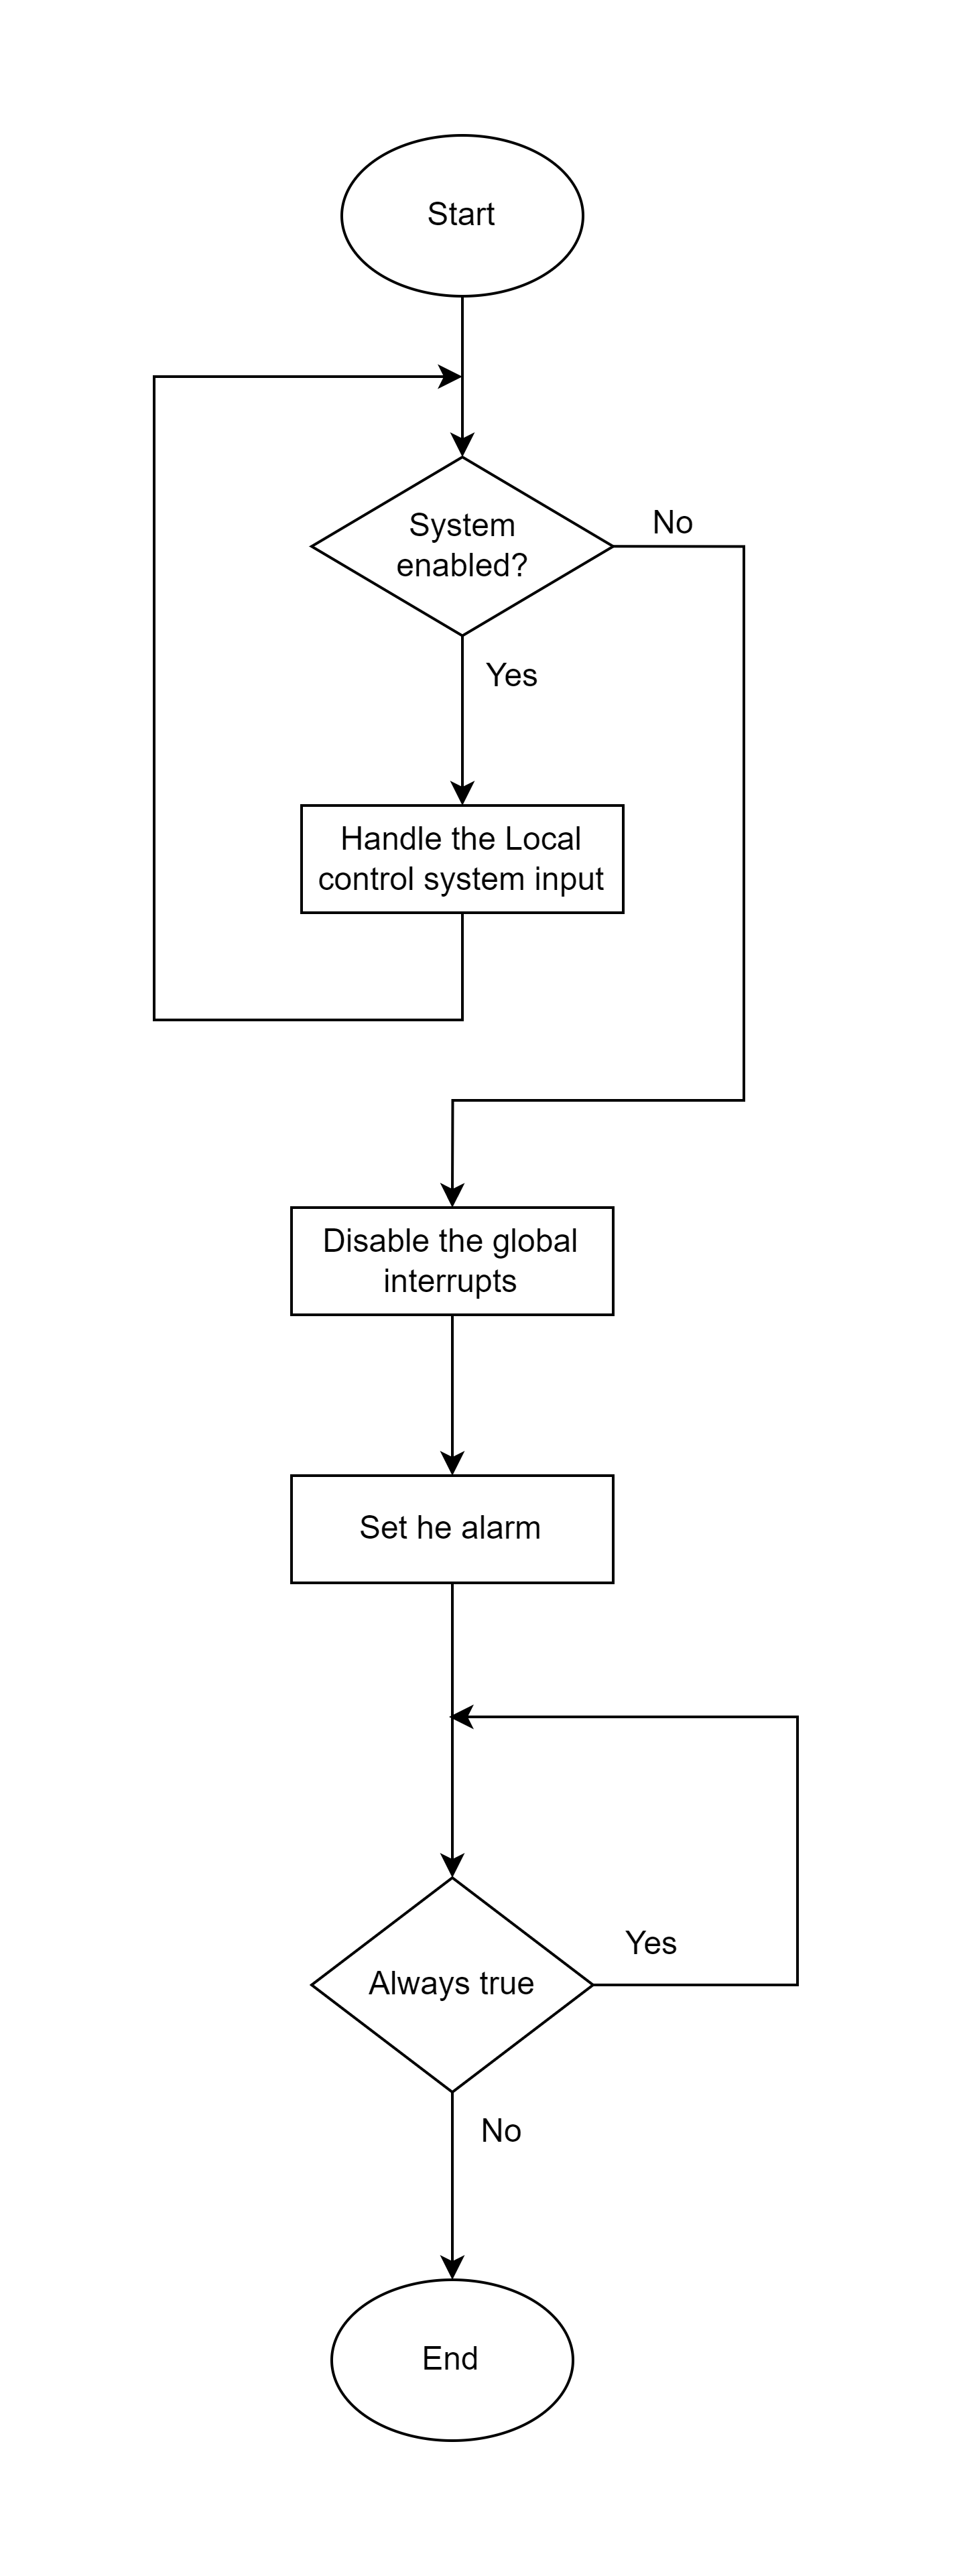 Start
System
enabled?
No
Yes
Handle the Local
control system input
Disable the global
interrupts
Set he alarm
Always true
Yes
No
End